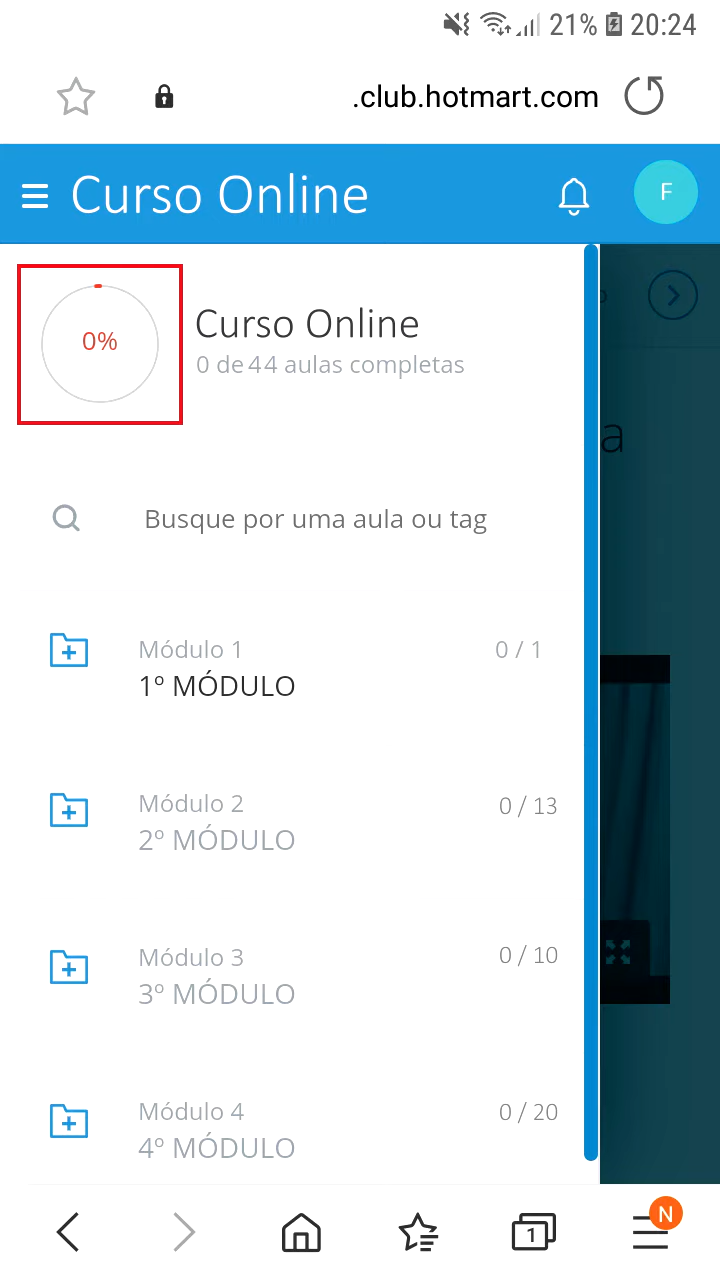 21% 20:24
.club.hotmart.com
Curso Online
F
0%
Curso Online
0 de 44 aulas completas
a
Busque por uma aula ou tag
Módulo 1 0 / 1
1º MÓDULO
Módulo 2 0 / 13
2º MÓDULO
Módulo 3 0 / 10
3º MÓDULO
Módulo 4 0 / 20
4º MÓDULO
1
N